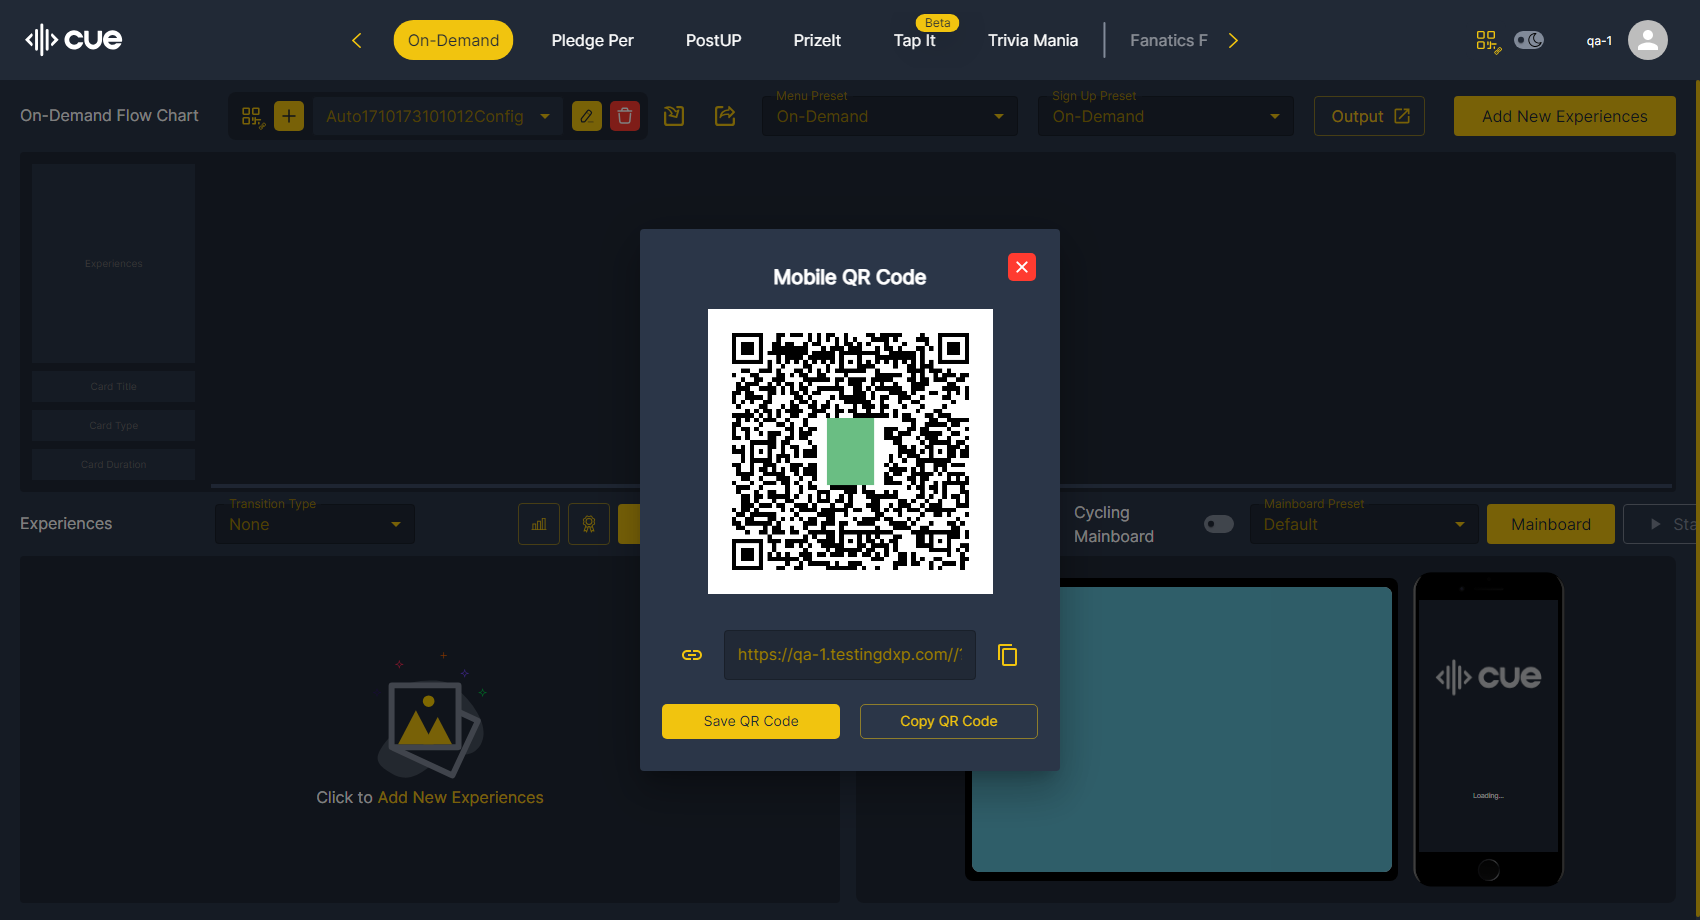 cue
On-Demand
Pledge Per
PostUP
PrizeIt
Tap It
Beta
Trivia Mania
Fanatics F
qa-1
On-Demand Flow Chart
Auto1710173101012Config
Menu Preset
On-Demand
Sign Up Preset
On-Demand
Output
Add New Experiences
Experiences
Card Title
Card Type
Card Duration
Mobile QR Code
https://qa-1.testingdxp.com//
Save QR Code
Copy QR Code
Experiences
Transition Type
None
Cycling
Mainboard
Mainboard Preset
Default
Mainboard
Sta
Click to Add New Experiences
cue
Loading...